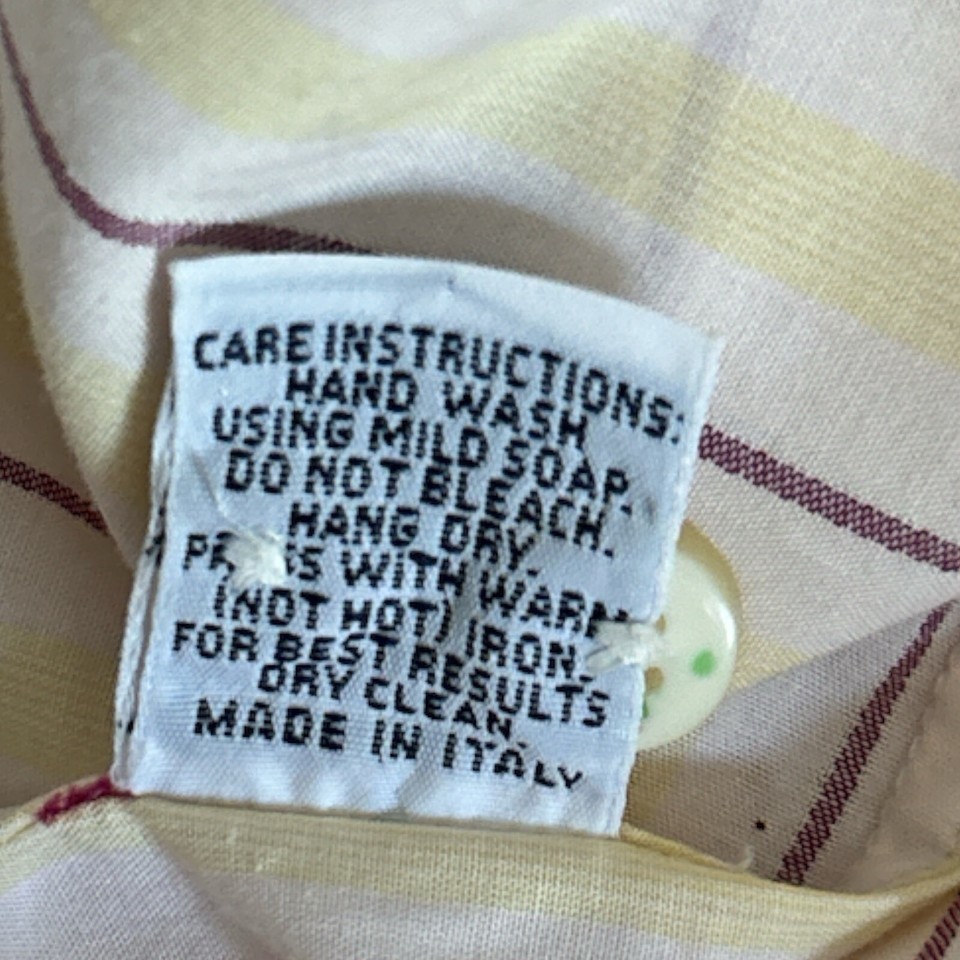 CARE INSTRUCTIONS:
HAND WASH
USING MILD SOAP.
DO NOT BLEACH.
HANG DRY.
PRESS WITH WARM
(NOT HOT) IRON.
FOR BEST RESULTS
DRY CLEAN.
MADE IN ITALY